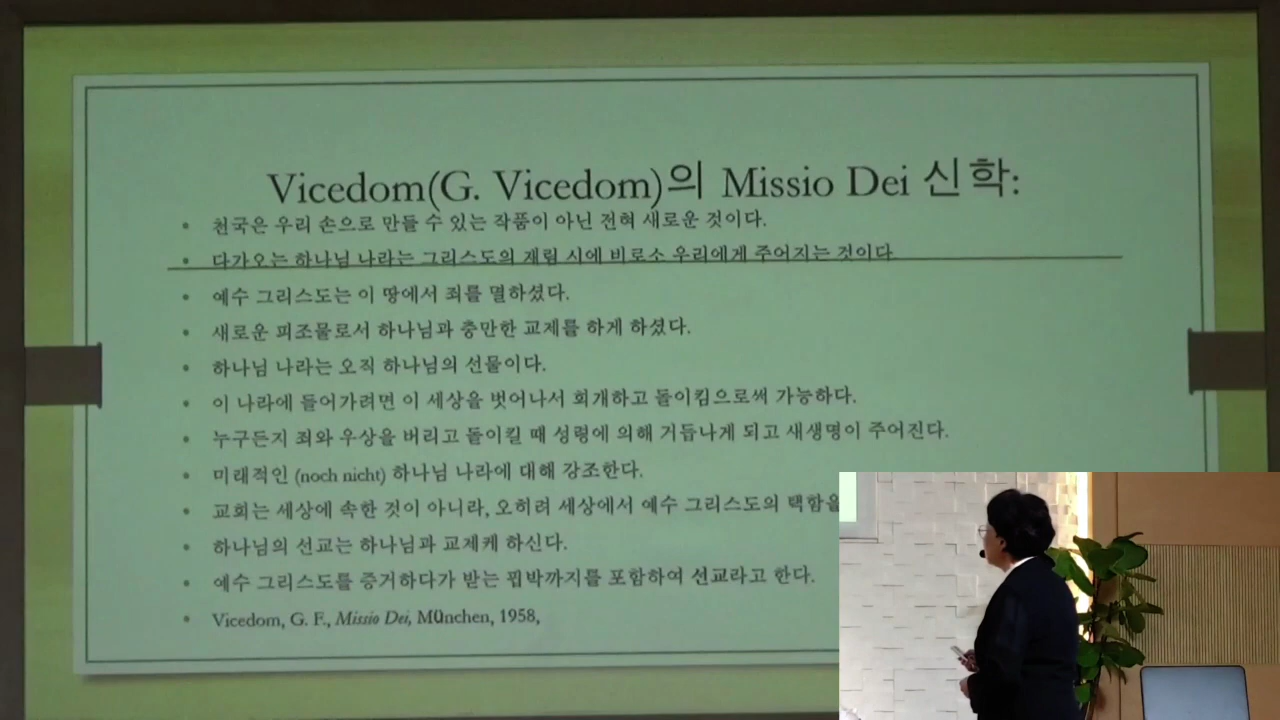 Vicedom(G. Vicedom)의 Missio Dei 신학:
• 천국은 우리 손으로 만들 수 있는 작품이 아닌 전혀 새로운 것이다.
• 다가오는 하나님 나라는 그리스도의 재림 시에 비로소 우리에게 주어지는 것이다.
• 예수 그리스도는 이 땅에서 죄를 멸하셨다.
• 새로운 피조물로서 하나님과 충만한 교제를 하게 하셨다.
• 하나님 나라는 오직 하나님의 선물이다.
• 이 나라에 들어가려면 이 세상을 벗어나서 회개하고 돌이킴으로써 가능하다.
• 누구든지 죄와 우상을 버리고 돌이킬 때 성령에 의해 거듭나게 되고 새생명이 주어진다.
• 미래적인 (noch nicht) 하나님 나라에 대해 강조한다.
• 교회는 세상에 속한 것이 아니라, 오히려 세상에서 예수 그리스도의 택함을
• 하나님의 선교는 하나님과 교제케 하신다.
• 예수 그리스도를 증거하다가 받는 핍박까지를 포함하여 선교라고 한다.
• Vicedom, G. F., Missio Dei, München, 1958,